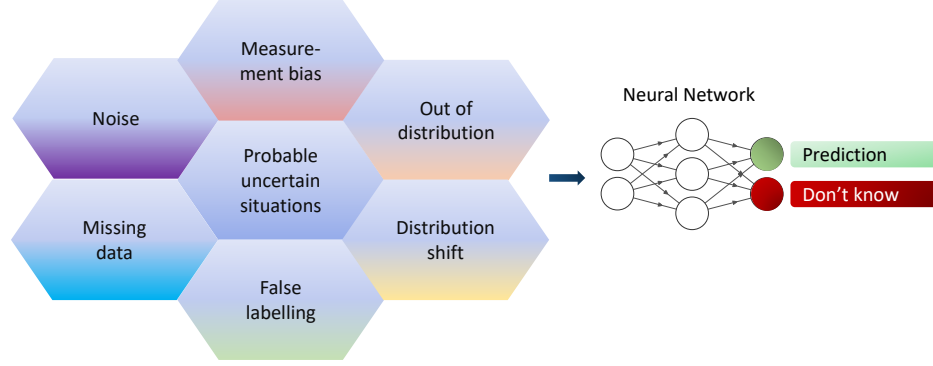 Measure-
ment bias
Noise
Out of
distribution
Probable
uncertain
situations
Missing
data
Distribution
shift
False
labelling
Neural Network
Prediction
Don't know